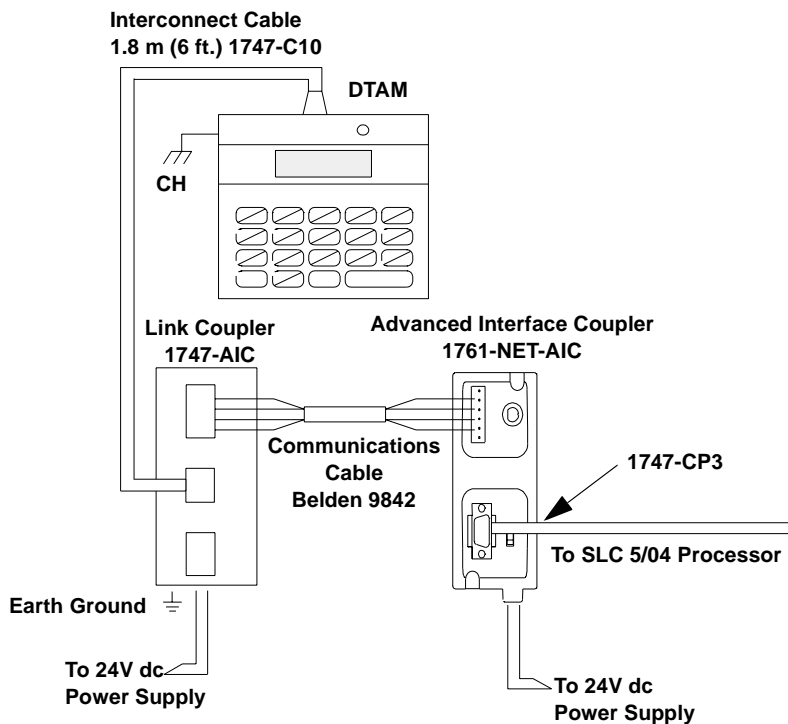 Interconnect Cable
1.8 m (6 ft.) 1747-C10
DTAM
CH
Link Coupler
1747-AIC
Advanced Interface Coupler
1761-NET-AIC
Communications
Cable
Belden 9842
1747-CP3
To SLC 5/04 Processor
Earth Ground
To 24V dc
Power Supply
To 24V dc
Power Supply